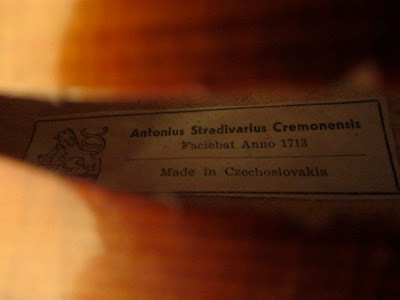 Antonius Stradivarius Cremonensis
Faciebat Anno 1713
Made in Czechoslovakia